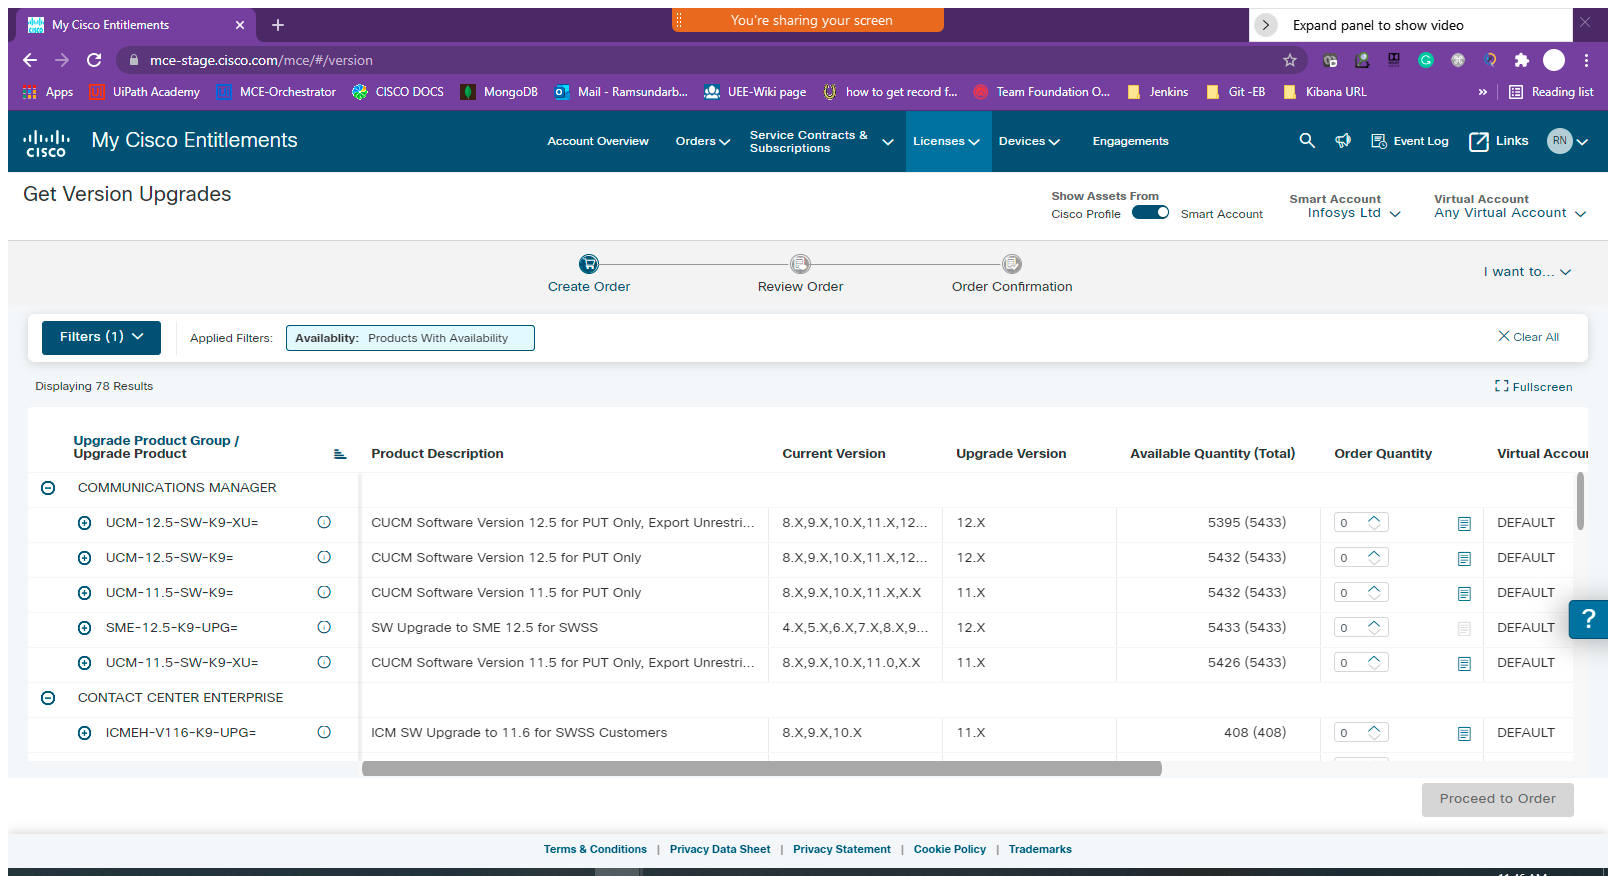 My Cisco Entitlements
You're sharing your screen
Expand panel to show video
mce-stage.cisco.com/mce/#/version
Apps
UiPath Academy
MCE-Orchestrator
CISCO DOCS
MongoDB
Mail - Ramsundarb...
UEE-Wiki page
how to get record f...
Team Foundation O...
Jenkins
Git -EB
Kibana URL
»
Reading list
CISCO
My Cisco Entitlements
Account Overview
Orders
Service Contracts &
Subscriptions
Licenses
Devices
Engagements
Event Log
Links
RN
Get Version Upgrades
Show Assets From
Cisco Profile
Smart Account
Smart Account
Infosys Ltd
Virtual Account
Any Virtual Account
Create Order
Review Order
Order Confirmation
I want to...
Filters (1)
Applied Filters:
Availablity: Products With Availability
Clear All
Displaying 78 Results
Fullscreen
Upgrade Product Group /
Upgrade Product
Product Description
Current Version
Upgrade Version
Available Quantity (Total)
Order Quantity
Virtual Accou
COMMUNICATIONS MANAGER
UCM-12.5-SW-K9-XU= CUCM Software Version 12.5 for PUT Only, Export Unrestri... 8.X,9.X,10.X,11.X,12... 12.X 5395 (5433) 0 DEFAULT
UCM-12.5-SW-K9= CUCM Software Version 12.5 for PUT Only 8.X,9.X,10.X,11.X,12... 12.X 5432 (5433) 0 DEFAULT
UCM-11.5-SW-K9= CUCM Software Version 11.5 for PUT Only 8.X,9.X,10.X,11.X,X.X 11.X 5432 (5433) 0 DEFAULT
SME-12.5-K9-UPG= SW Upgrade to SME 12.5 for SWSS 4.X,5.X,6.X,7.X,8.X,9... 12.X 5433 (5433) 0 DEFAULT
UCM-11.5-SW-K9-XU= CUCM Software Version 11.5 for PUT Only, Export Unrestri... 8.X,9.X,10.X,11.0,X.X 11.X 5426 (5433) 0 DEFAULT
CONTACT CENTER ENTERPRISE
ICMEH-V116-K9-UPG= ICM SW Upgrade to 11.6 for SWSS Customers 8.X,9.X,10.X 11.X 408 (408) 0 DEFAULT
?
Proceed to Order
Terms & Conditions | Privacy Data Sheet | Privacy Statement | Cookie Policy | Trademarks